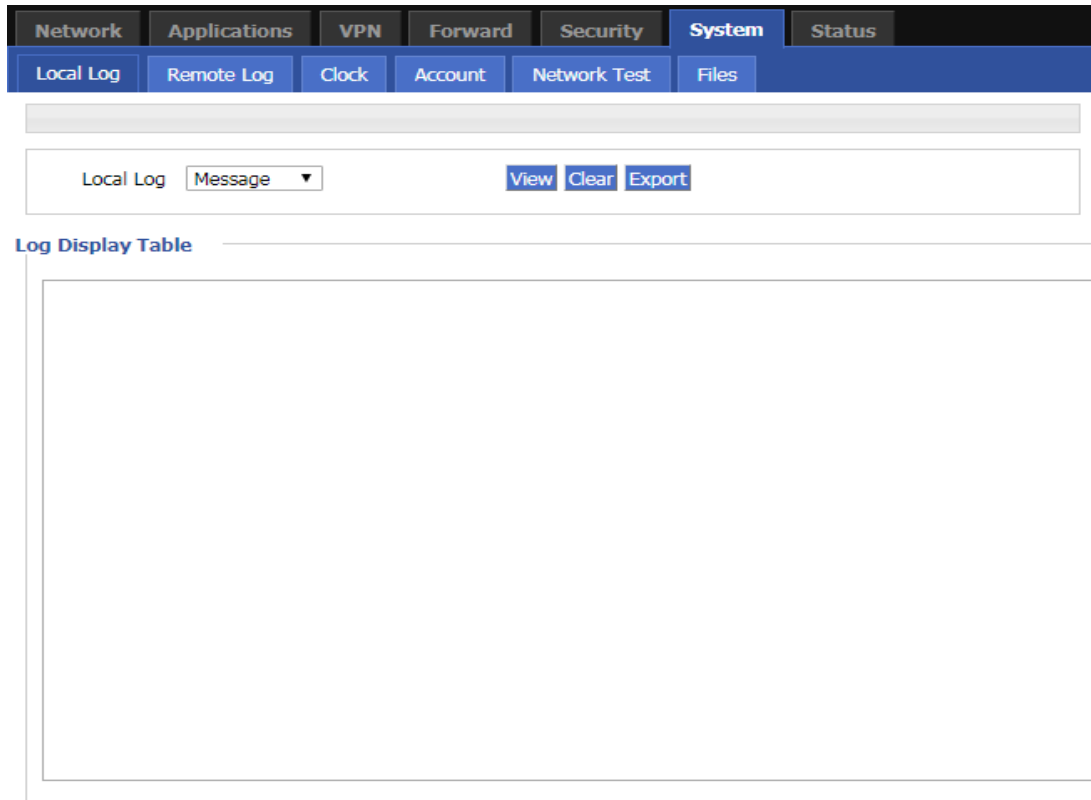 Network Applications VPN Forward Security System Status
Local Log Remote Log Clock Account Network Test Files
Local Log Message View Clear Export
Log Display Table